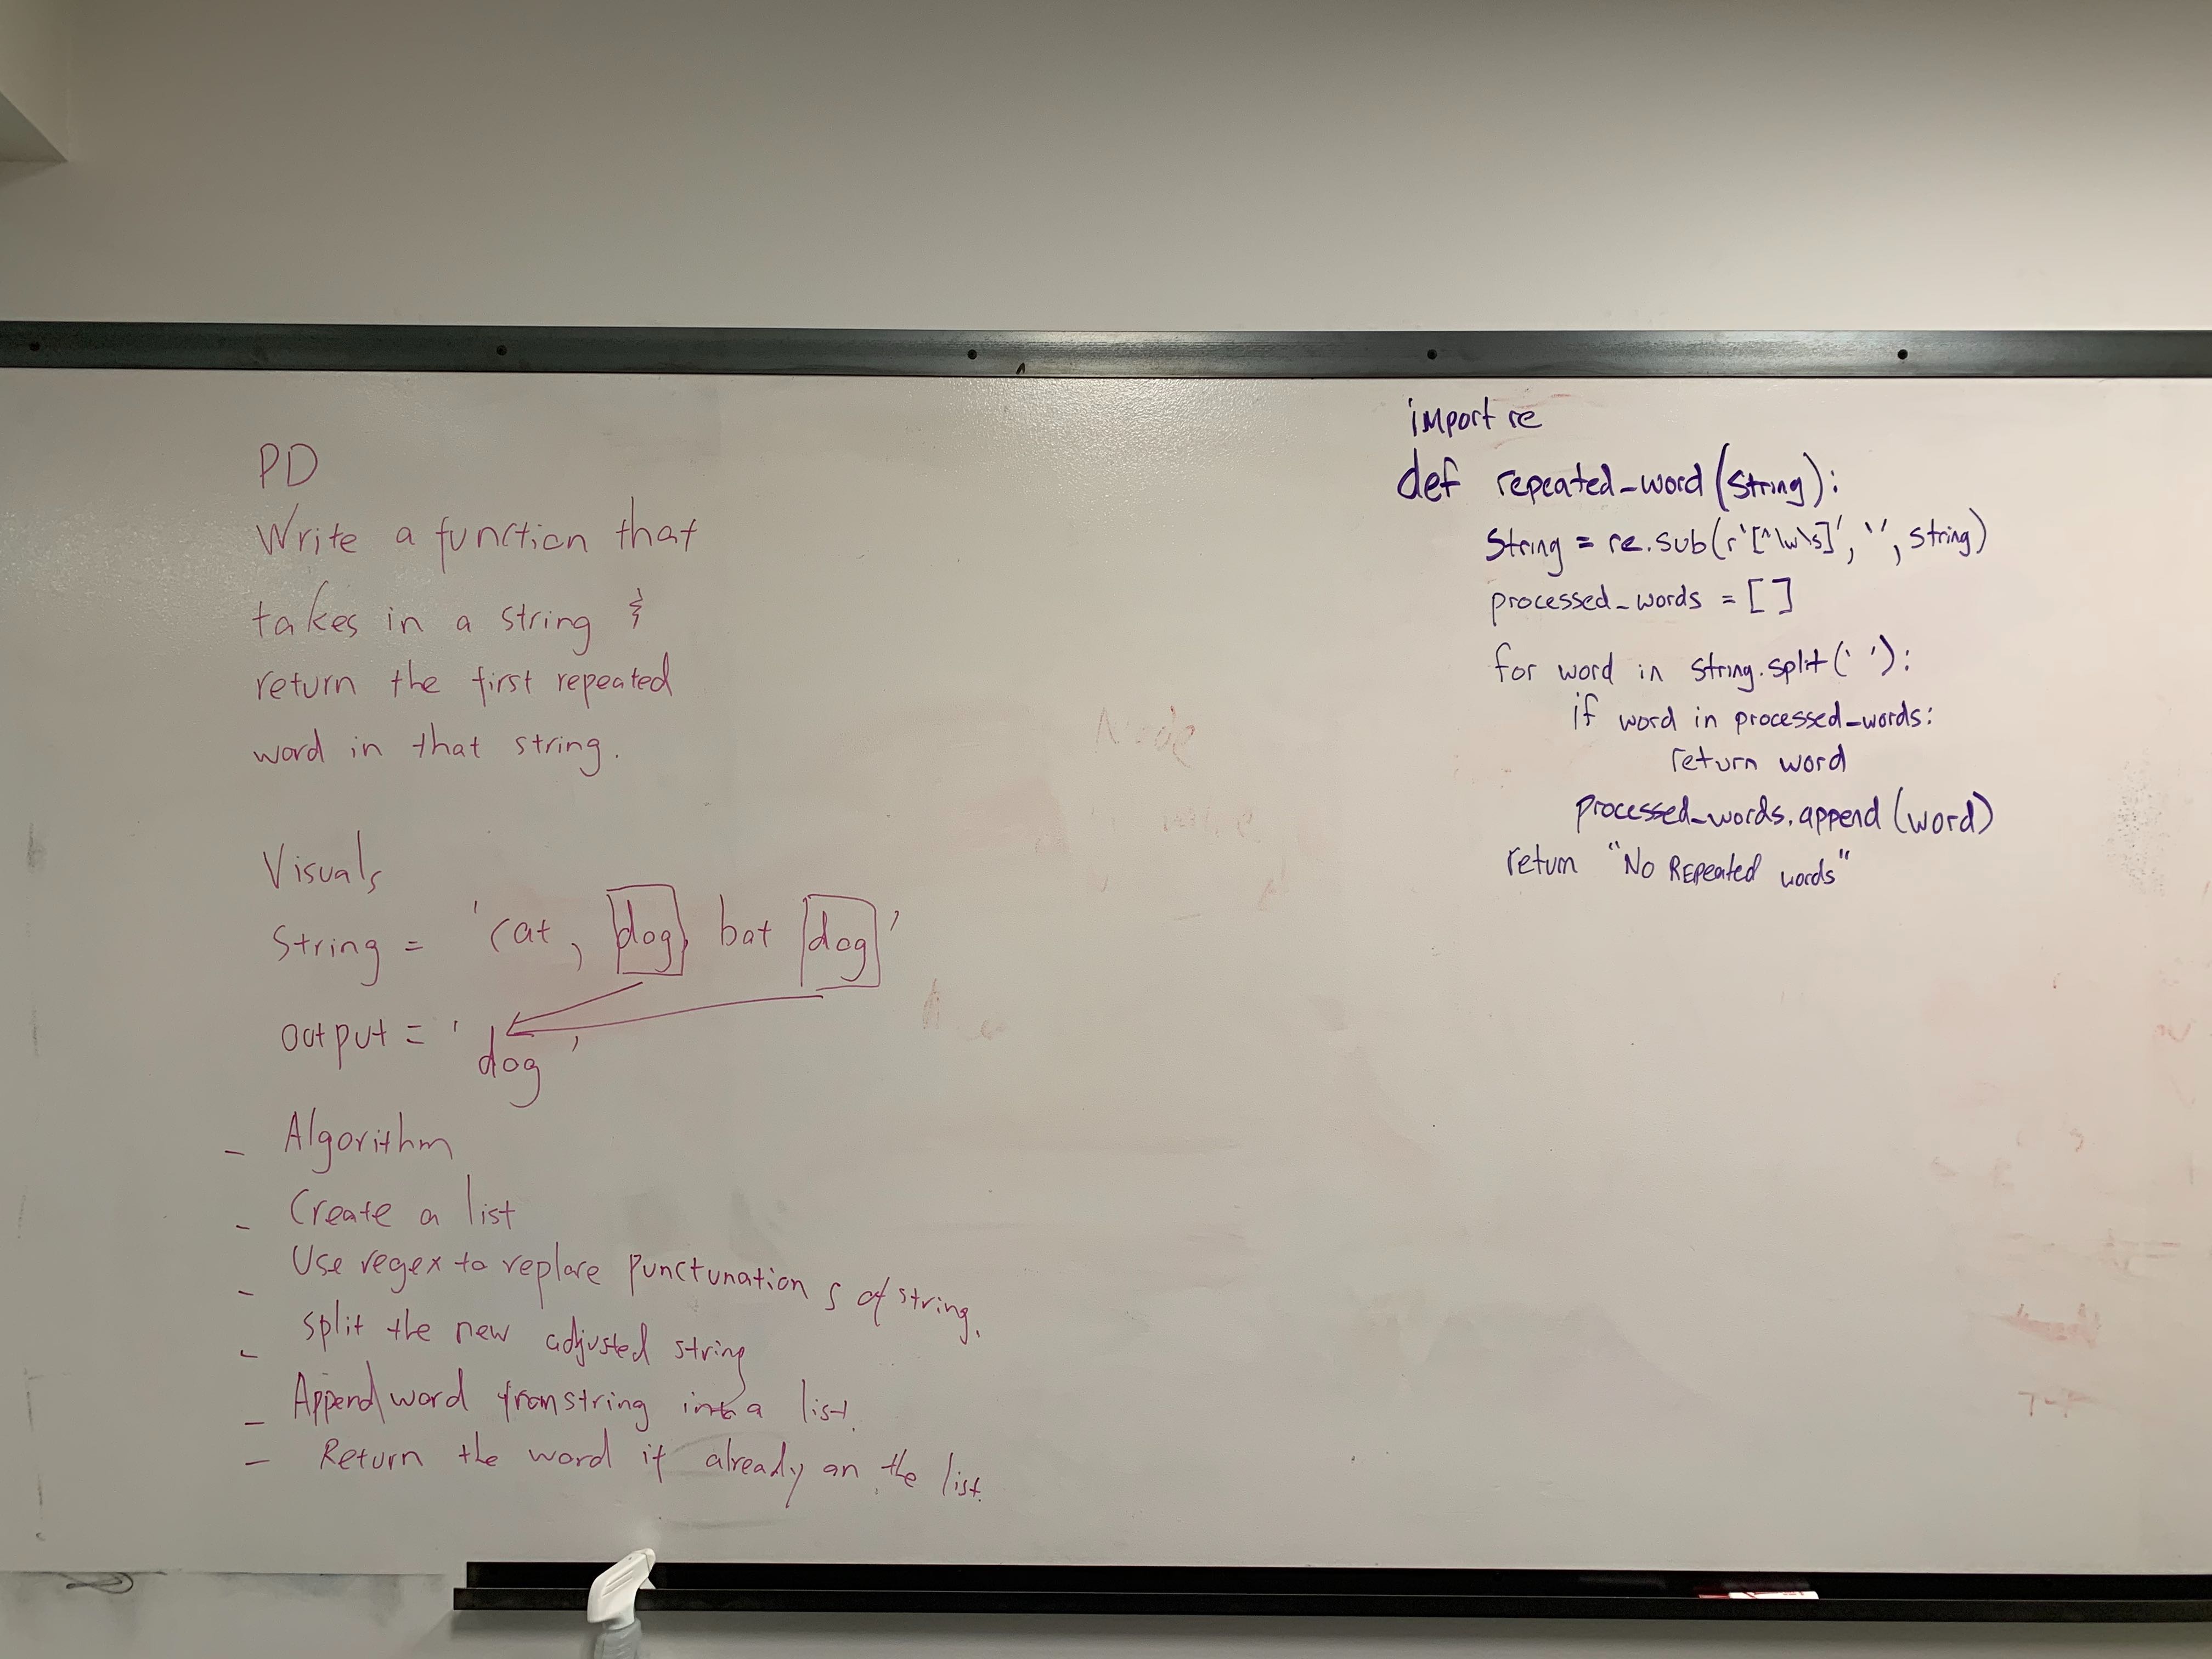 PD
Write a function that
takes in a string &
return the first repeated
word in that string.
Visuals
String = 'cat, dog, bat dog'
output = 'dog'
- Algorithm
- Create a list
Use regex to replace punctunation s of string.
- split the new adjusted string
- Append word from string into a list.
- Return the word if already on the list.
import re
def repeated_word(string):
string = re.sub(r'[^\w\s]', '', string)
processed_words = []
for word in string.split(' '):
if word in processed_words:
return word
processed_words.append(word)
return "No Repeated words"